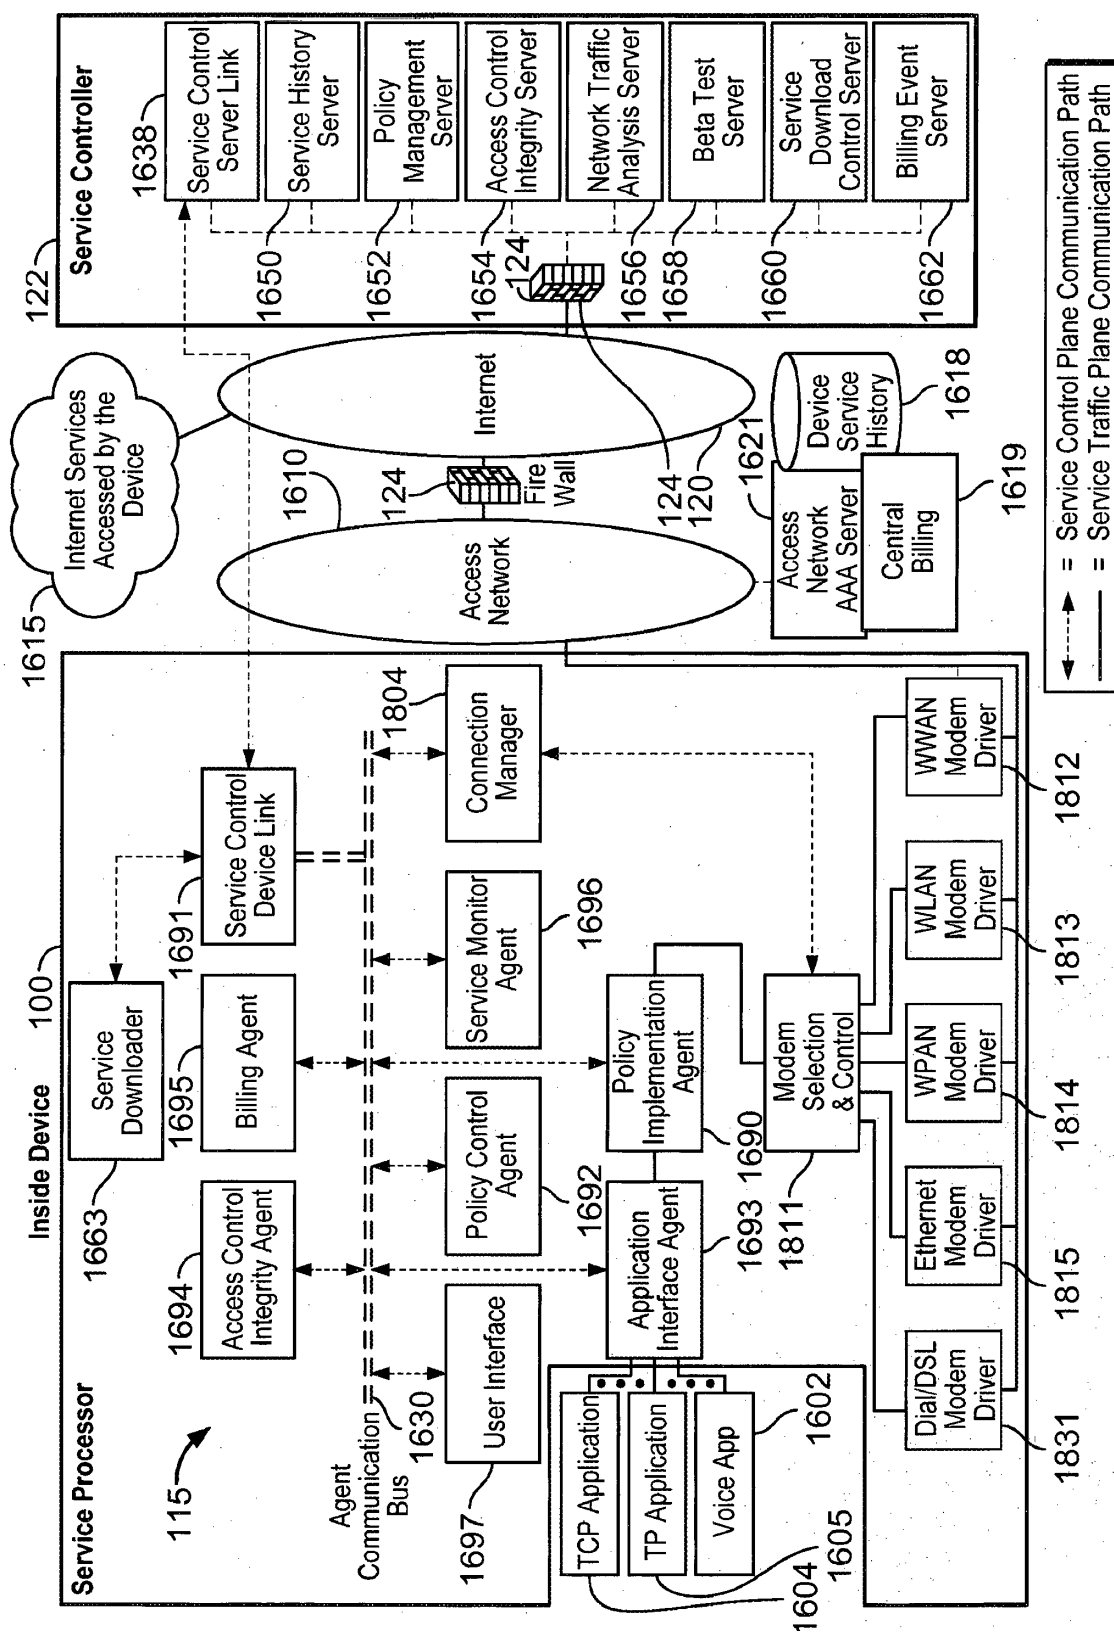 Inside Device
100
Service Processor
115
1663
Service
Downloader
1694
Access Control
Integrity Agent
1695
Billing Agent
1691
Service Control
Device Link
Agent
Communication
Bus
1630
1697
User Interface
Policy Control
Agent
1692
Service Monitor
Agent
1696
Connection
Manager
1804
TCP Application
TP Application
Voice App
1604
1605
1602
Application
Interface Agent
1693
Policy
Implementation
Agent
1690
Modem
Selection
& Control
1811
Dial/DSL
Modem
Driver
1831
Ethernet
Modem
Driver
1815
WPAN
Modem
Driver
1814
WLAN
Modem
Driver
1813
WWAN
Modem
Driver
1812
1615
Internet Services
Accessed by the
Device
1610
Access
Network
124
Fire
Wall
Internet
124
120
1621
Access
Network
AAA Server
Central
Billing
1619
Device
Service
History
1618
122
Service Controller
1638
Service Control
Server Link
1650
Service History
Server
1652
Policy
Management
Server
1654
Access Control
Integrity Server
124
1656
Network Traffic
Analysis Server
1658
Beta Test
Server
1660
Service
Download
Control Server
1662
Billing Event
Server
= Service Control Plane Communication Path
= Service Traffic Plane Communication Path